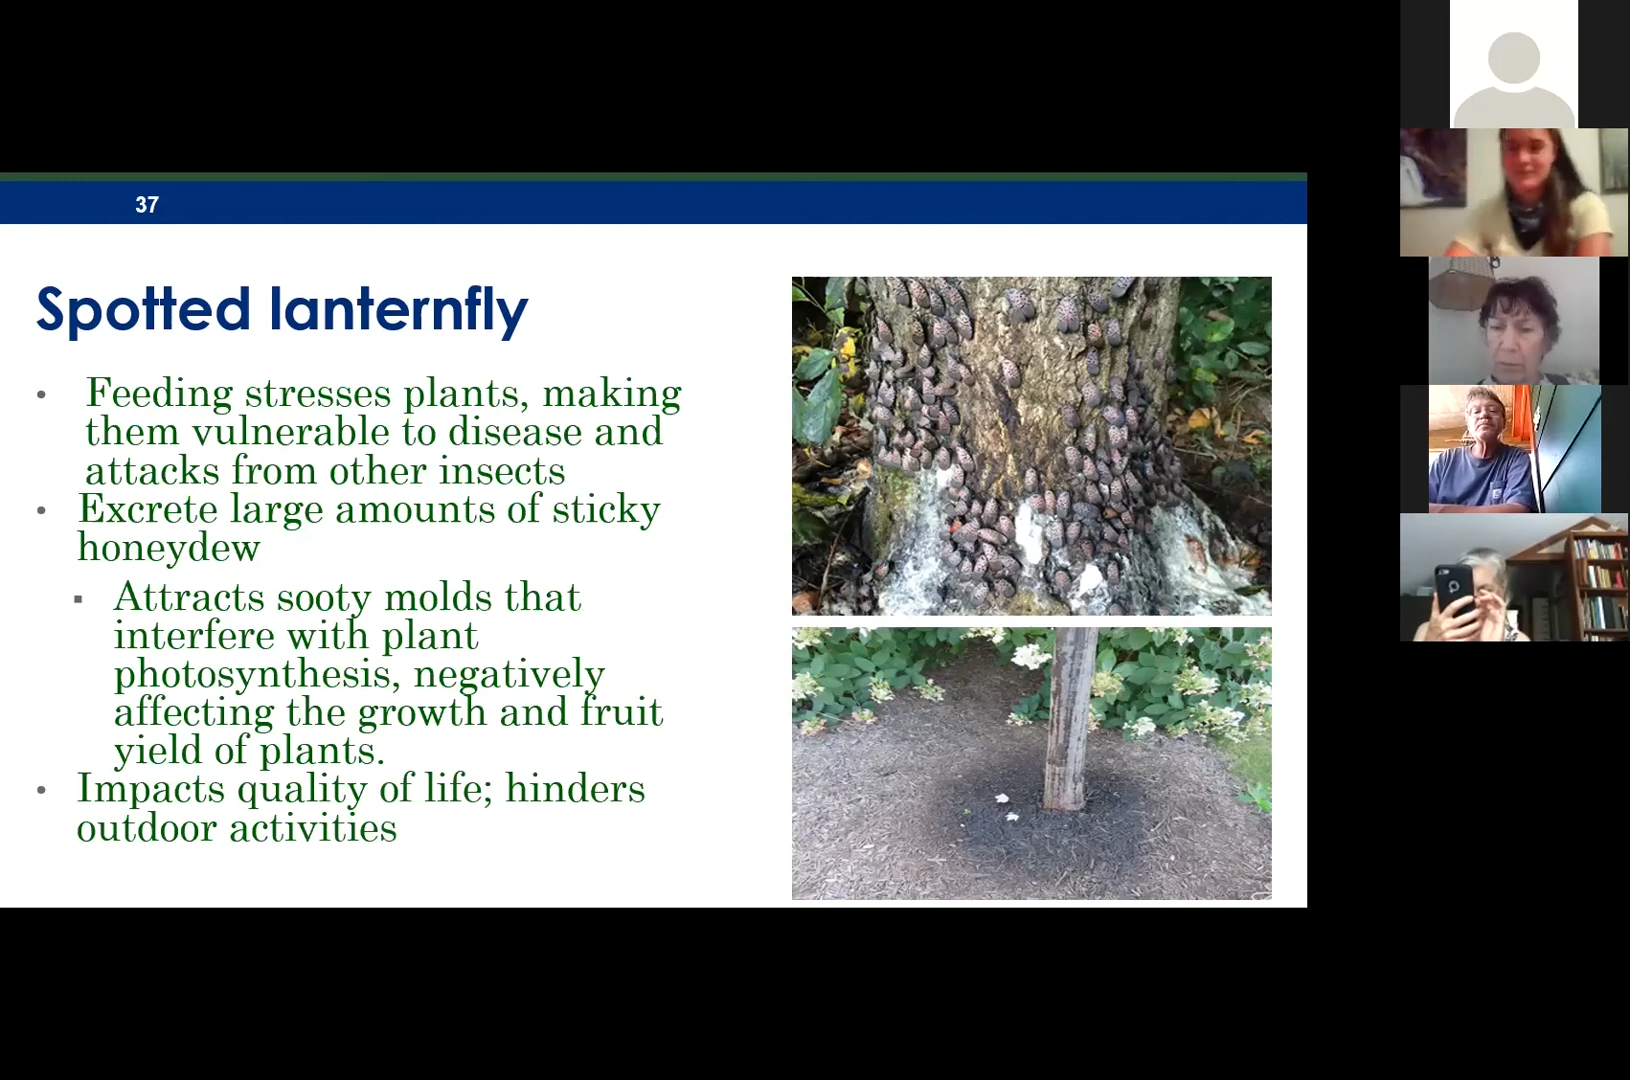 37
Spotted lanternfly
• Feeding stresses plants, making
them vulnerable to disease and
attacks from other insects
• Excrete large amounts of sticky
honeydew
▪ Attracts sooty molds that
interfere with plant
photosynthesis, negatively
affecting the growth and fruit
yield of plants.
• Impacts quality of life; hinders
outdoor activities